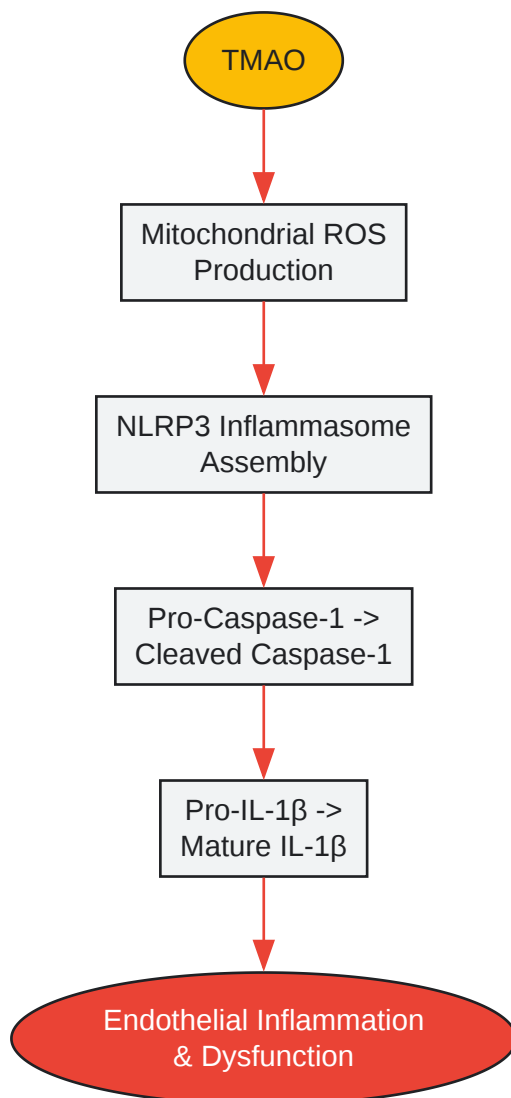 TMAO
Mitochondrial ROS
Production
NLRP3 Inflammasome
Assembly
Pro-Caspase-1 ->
Cleaved Caspase-1
Pro-IL-1β ->
Mature IL-1β
Endothelial Inflammation
& Dysfunction